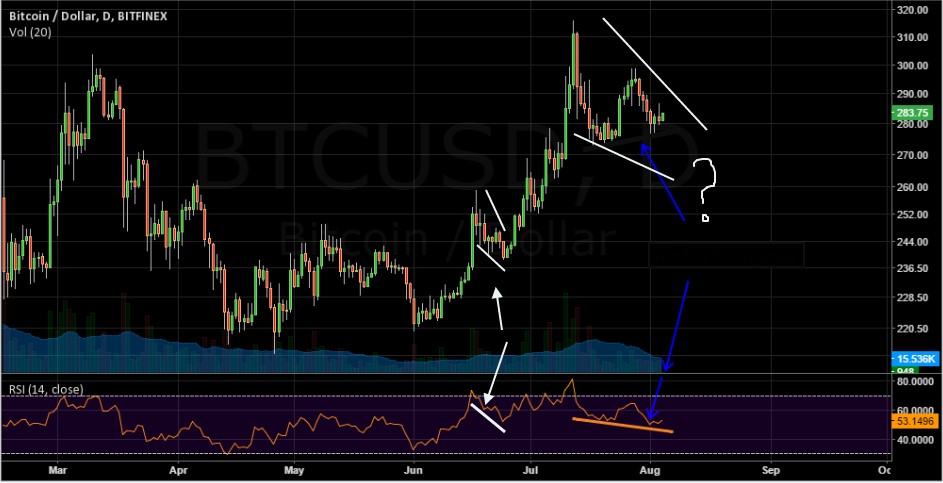 Bitcoin / Dollar, D, BITFINEX
Vol (20)
320.00
310.00
300.00
290.00
283.75
280.00
270.00
260.00
252.00
244.00
236.50
228.50
220.50
15.536K
948
BTCUSD, D
Bitcoin / Dollar
?
RSI (14, close)
80.0000
60.0000
53.1496
40.0000
Mar Apr May Jun Jul Aug Sep Oc